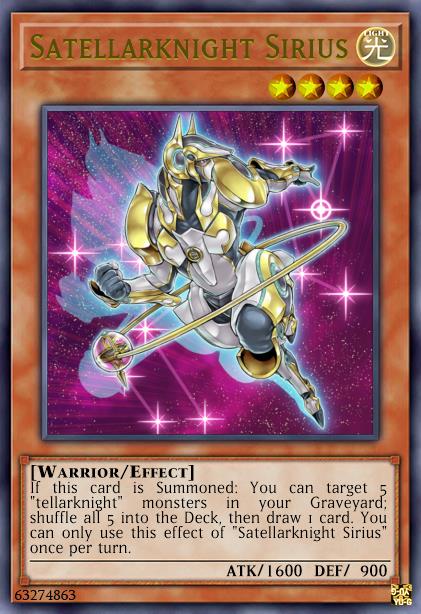 Satellarknight Sirius
LIGHT
光
[Warrior/Effect]
If this card is Summoned: You can target 5
"tellarknight" monsters in your Graveyard;
shuffle all 5 into the Deck, then draw 1 card. You
can only use this effect of "Satellarknight Sirius"
once per turn.
ATK/1600 DEF/ 900
63274863